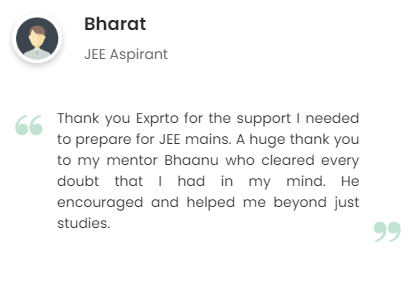 Bharat
JEE Aspirant
Thank you Exprto for the support I needed
to prepare for JEE mains. A huge thank you
to my mentor Bhaanu who cleared every
doubt that I had in my mind. He
encouraged and helped me beyond just
studies.